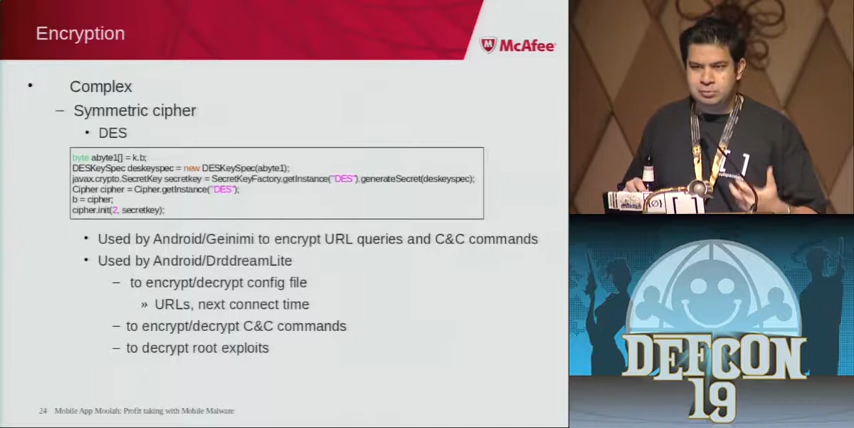 Encryption
McAfee
• Complex
– Symmetric cipher
• DES
byte abyte1[] = k.b;
DESKeySpec deskeyspec = new DESKeySpec(abyte1);
javax.crypto.SecretKey secretkey = SecretKeyFactory.getInstance("DES").generateSecret(deskeyspec);
Cipher cipher = Cipher.getInstance("DES");
b = cipher;
cipher.init(2, secretkey);
• Used by Android/Geinimi to encrypt URL queries and C&C commands
• Used by Android/DrddreamLite
– to encrypt/decrypt config file
» URLs, next connect time
– to encrypt/decrypt C&C commands
– to decrypt root exploits
24 Mobile App Moolah: Profit taking with Mobile Malware
DEFCON
19